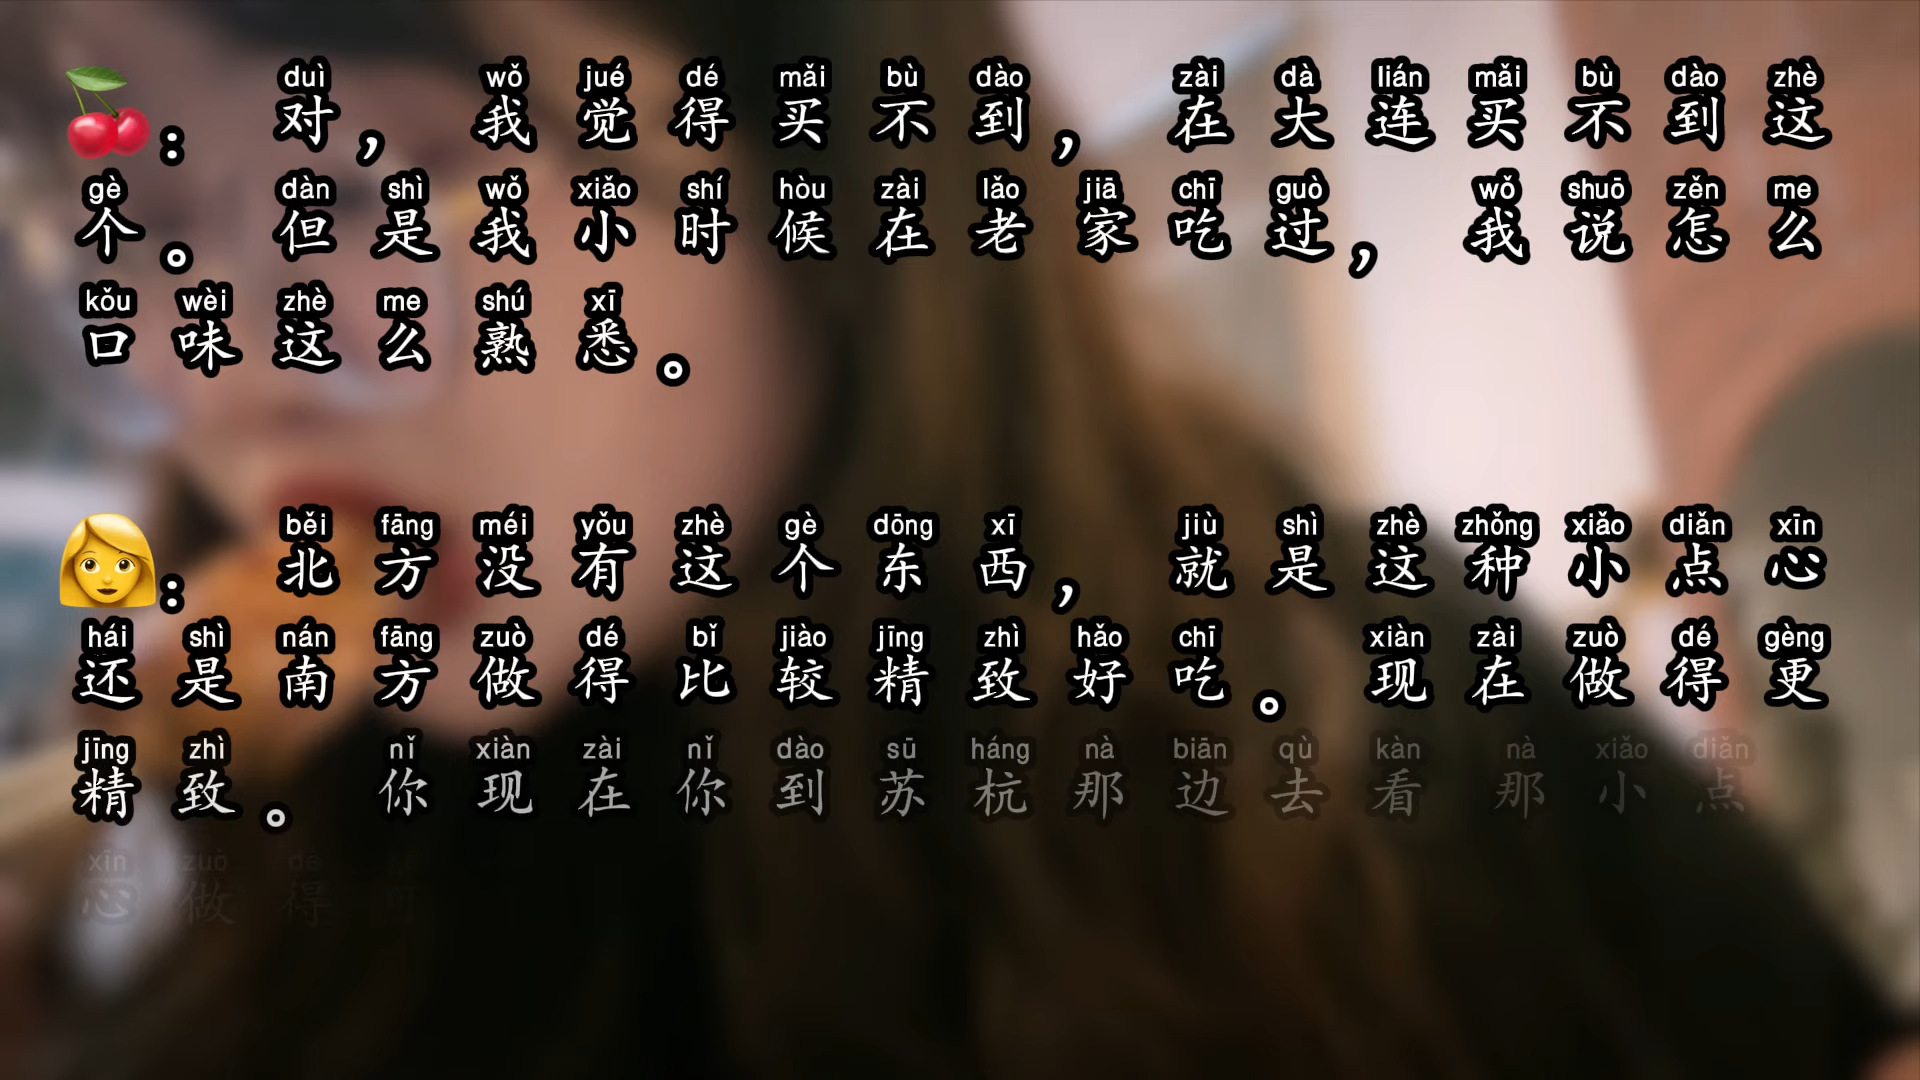 duì wǒ jué dé mǎi bù dào zài dà lián mǎi bù dào zhè
🍒：对，我觉得买不到，在大连买不到这
gè dàn shì wǒ xiǎo shí hòu zài lǎo jiā chī guò wǒ shuō zěn me
个。但是我小时候在老家吃过，我说怎么
kǒu wèi zhè me shú xī
口味这么熟悉。
běi fāng méi yǒu zhè gè dōng xī jiù shì zhè zhǒng xiǎo diǎn xīn
👩：北方没有这个东西，就是这种小点心
hái shì nán fāng zuò dé bǐ jiào jīng zhì hǎo chī xiàn zài zuò dé gèng
还是南方做得比较精致好吃。现在做得更
jīng zhì nǐ xiàn zài nǐ dào sū háng nà biān qù kàn nà xiǎo diǎn
精致。你现在你到苏杭那边去看 那小点
xīn zuò dé
心做得可